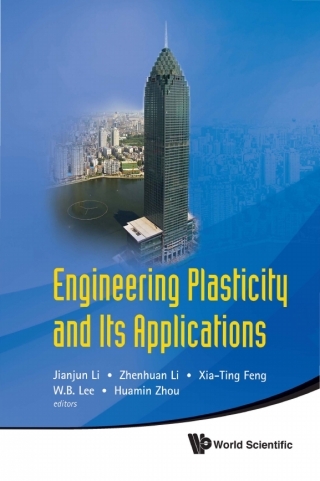 Engineering Plasticity
and Its Applications
Jianjun Li • Zhenhuan Li • Xia-Ting Feng
W.B. Lee • Huamin Zhou
editors
World Scientific